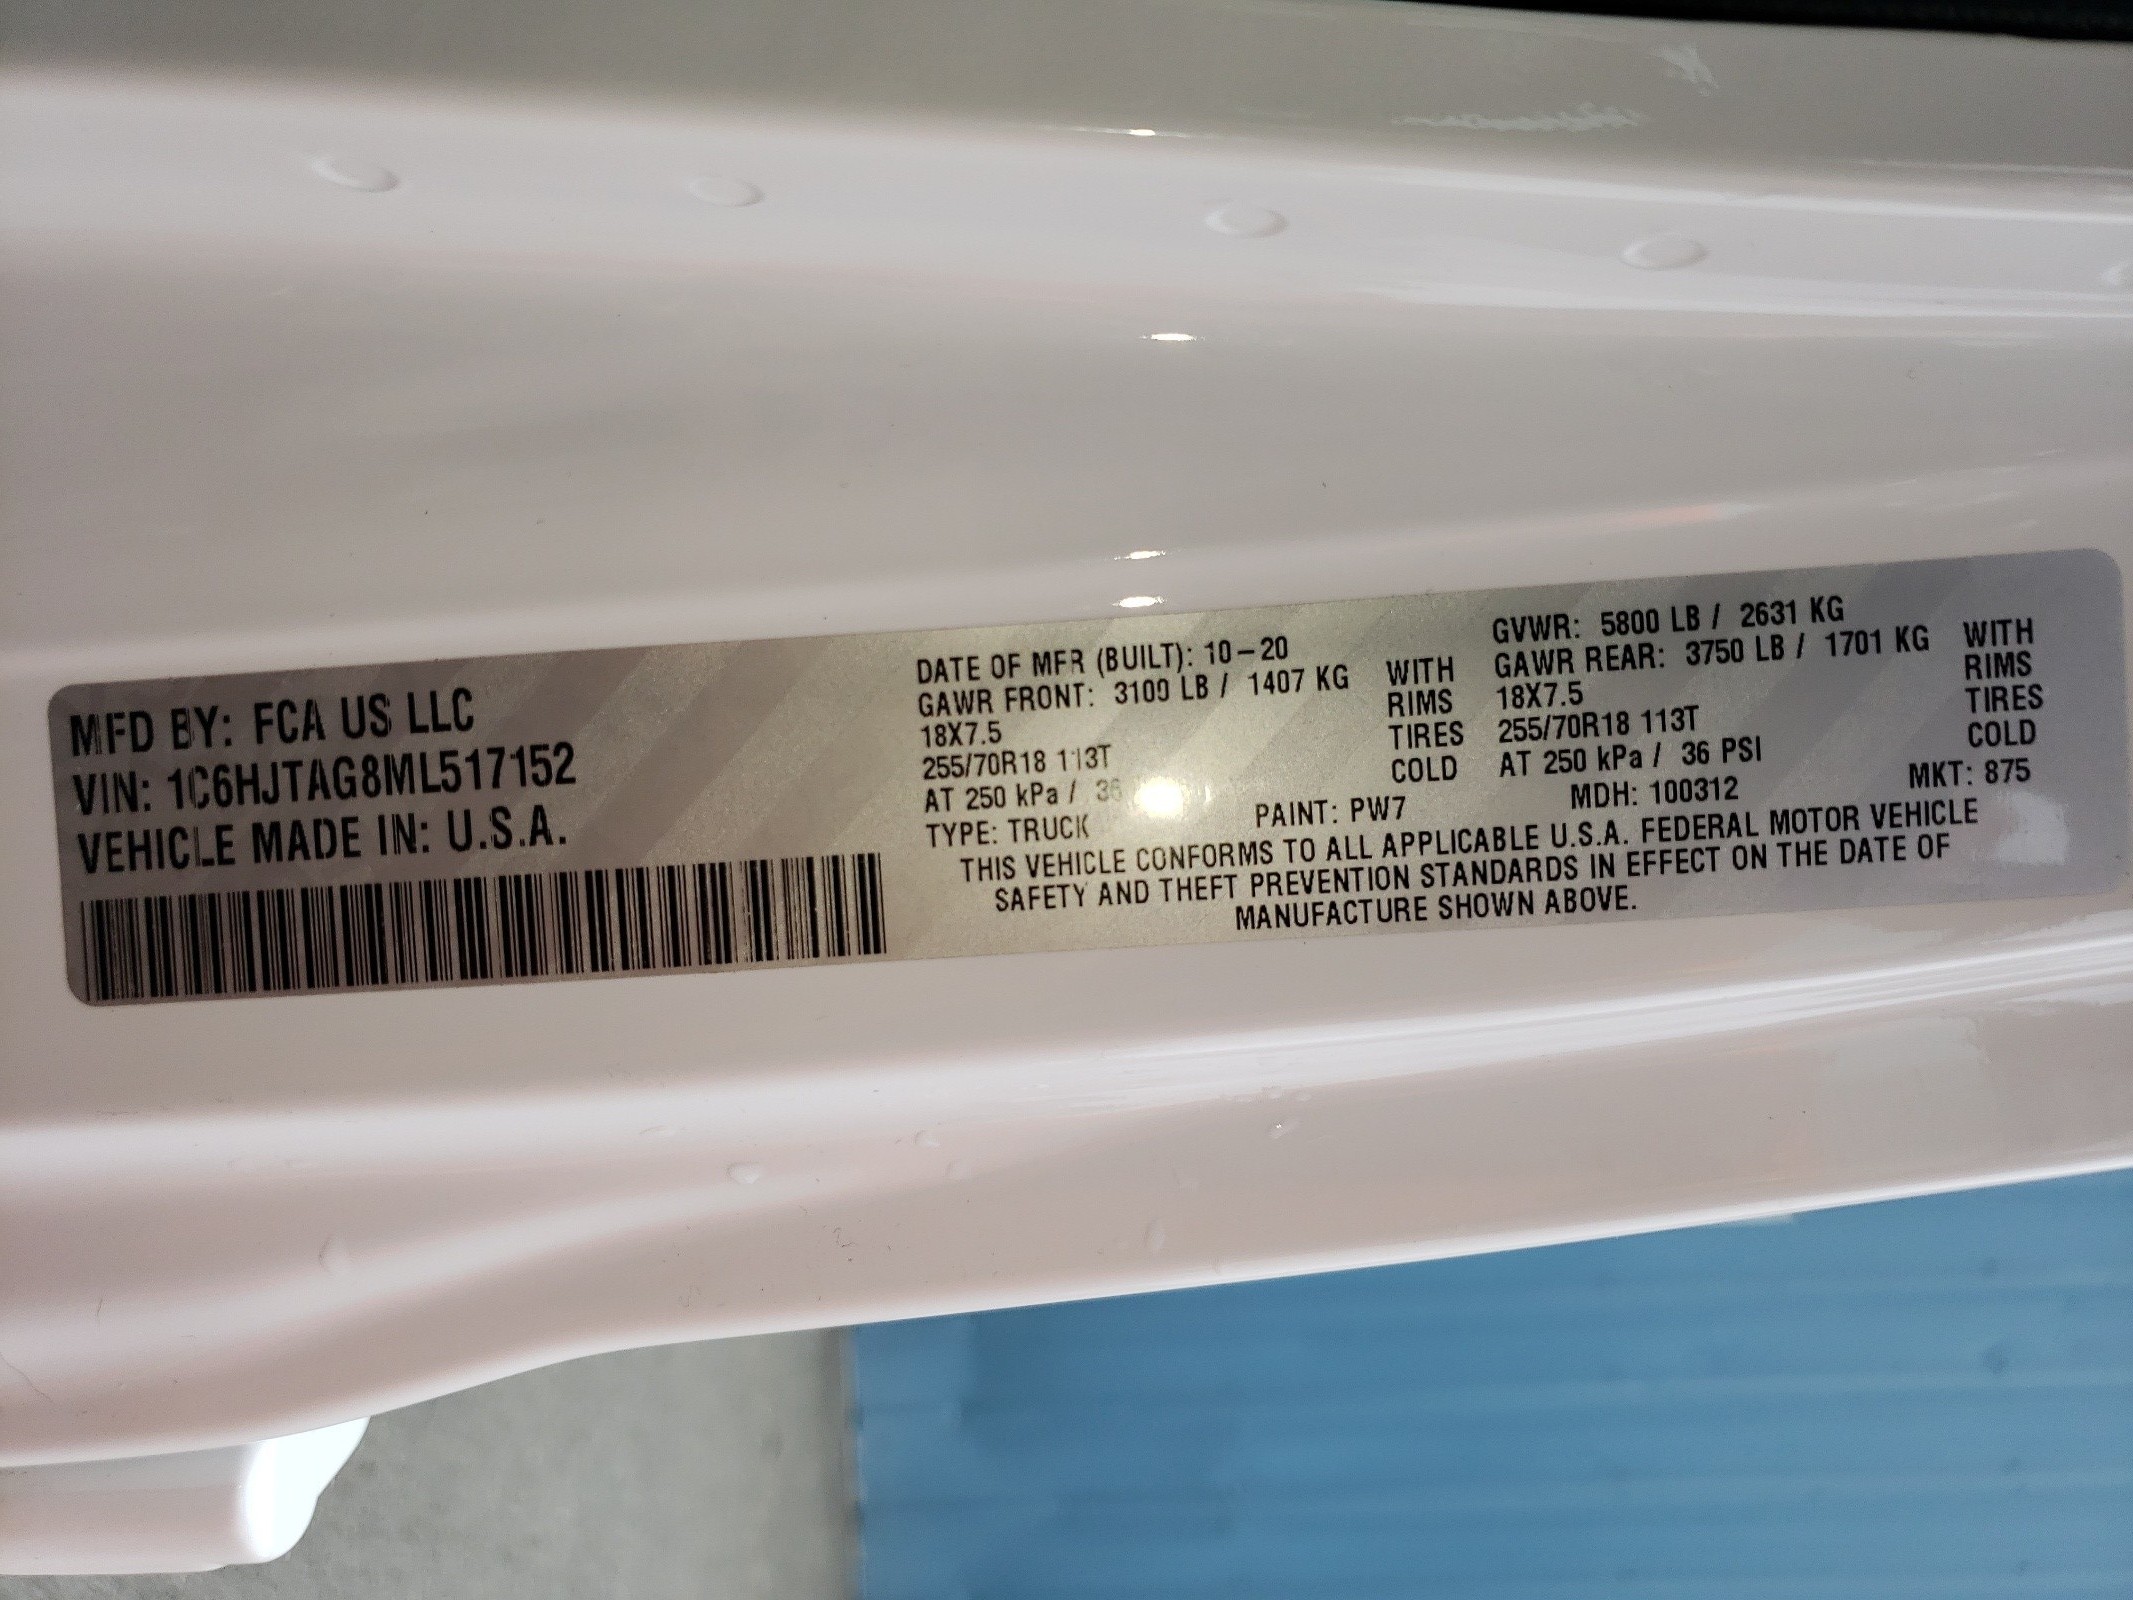 MFD BY: FCA US LLC
VIN: 1C6HJTAG8ML517152
VEHICLE MADE IN: U.S.A.
DATE OF MFR (BUILT): 10-20
GAWR FRONT: 3100 LB / 1407 KG WITH
18X7.5 RIMS
255/70R18 113T TIRES
AT 250 kPa / 36 COLD
GVWR: 5800 LB / 2631 KG
GAWR REAR: 3750 LB / 1701 KG WITH
18X7.5 RIMS
255/70R18 113T TIRES
AT 250 kPa / 36 PSI COLD
TYPE: TRUCK PAINT: PW7 MDH: 100312 MKT: 875
THIS VEHICLE CONFORMS TO ALL APPLICABLE U.S.A. FEDERAL MOTOR VEHICLE
SAFETY AND THEFT PREVENTION STANDARDS IN EFFECT ON THE DATE OF
MANUFACTURE SHOWN ABOVE.